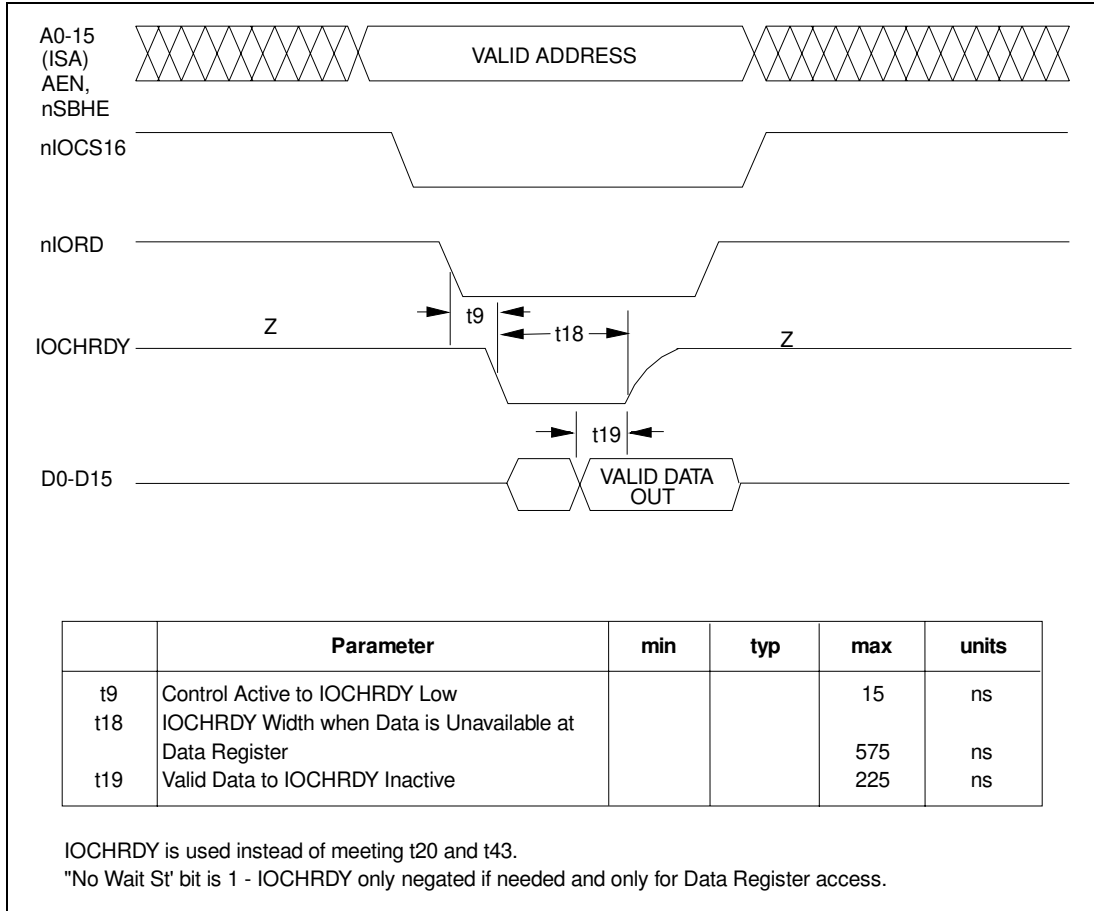 A0-15
(ISA)
AEN,
nSBHE
VALID ADDRESS
nIOCS16
nIORD
t9
Z
t18
Z
IOCHRDY
t19
D0-D15
VALID DATA
OUT
Parameter min typ max units
t9 Control Active to IOCHRDY Low 15 ns
t18 IOCHRDY Width when Data is Unavailable at
Data Register 575 ns
t19 Valid Data to IOCHRDY Inactive 225 ns
IOCHRDY is used instead of meeting t20 and t43.
"No Wait St' bit is 1 - IOCHRDY only negated if needed and only for Data Register access.